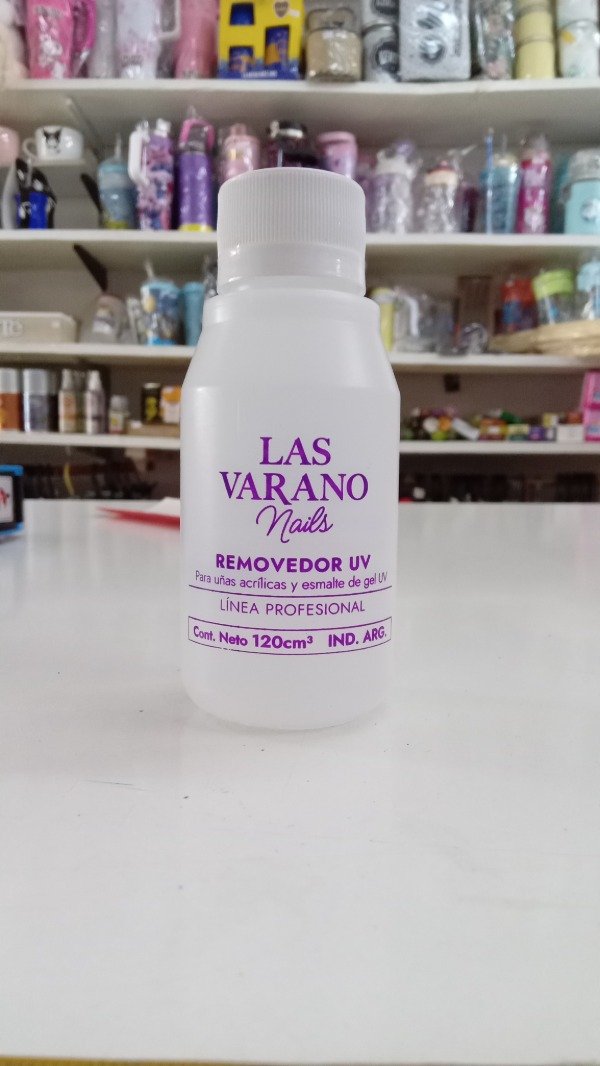 LAS
VARANO
Nails
REMOVEDOR UV
Para uñas acrílicas y esmalte de gel UV
LÍNEA PROFESIONAL
Cont. Neto 120cm³ IND. ARG.